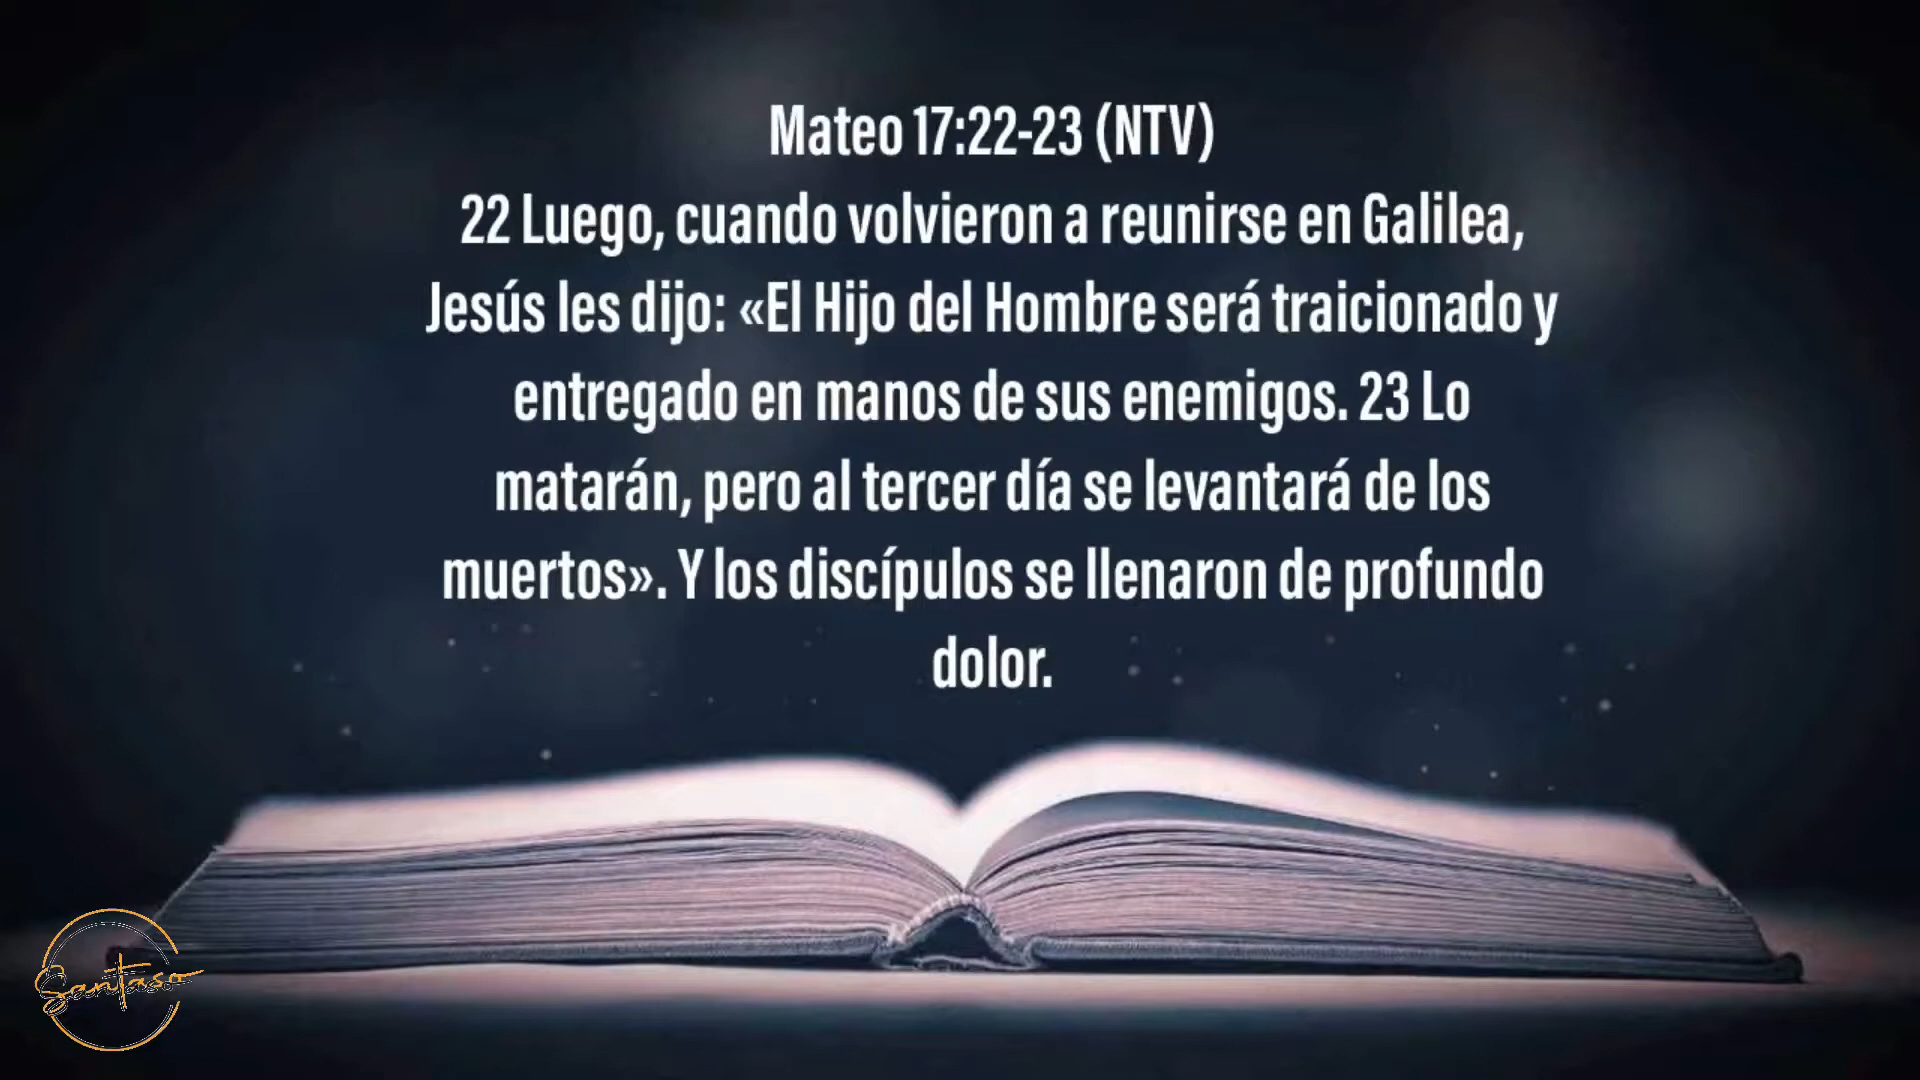 Mateo 17:22-23 (NTV)
22 Luego, cuando volvieron a reunirse en Galilea,
Jesús les dijo: «El Hijo del Hombre será traicionado y
entregado en manos de sus enemigos. 23 Lo
matarán, pero al tercer día se levantará de los
muertos». Y los discípulos se llenaron de profundo
dolor.
Santaso